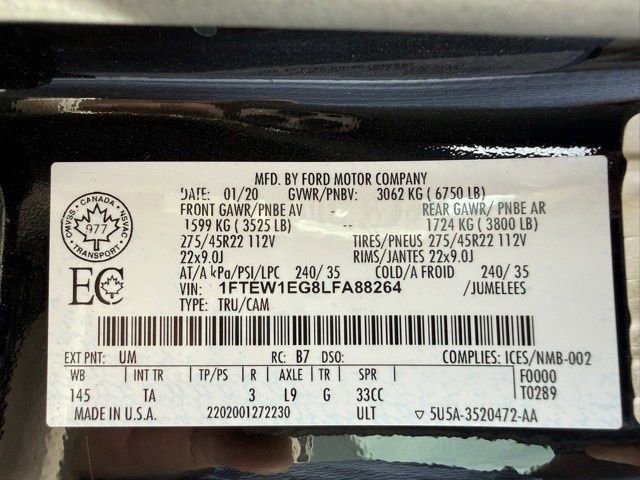 MFD. BY FORD MOTOR COMPANY
DATE: 01/20 GVWR/PNBV: 3062 KG ( 6750 LB)
FRONT GAWR/PNBE AV REAR GAWR/ PNBE AR
1599 KG ( 3525 LB) -- 1724 KG ( 3800 LB)
275/45R22 112V TIRES/PNEUS 275/45R22 112V
22x9.0J RIMS/JANTES 22x9.0J
AT/A kPa/PSI/LPC 240/ 35 COLD/A FROID 240/ 35
VIN: 1FTEW1EG8LFA88264 /JUMELEES
TYPE: TRU/CAM
CANADA
CMVSS NSVAC
977
TRANSPORT
EC
EXT PNT: UM RC: B7 DSO: COMPLIES: ICES/NMB-002
WB INT TR TP/PS R AXLE TR SPR F0000
145 TA 3 L9 G 33CC T0289
MADE IN U.S.A. 2202001272230 ULT ▽ 5U5A-3520472-AA